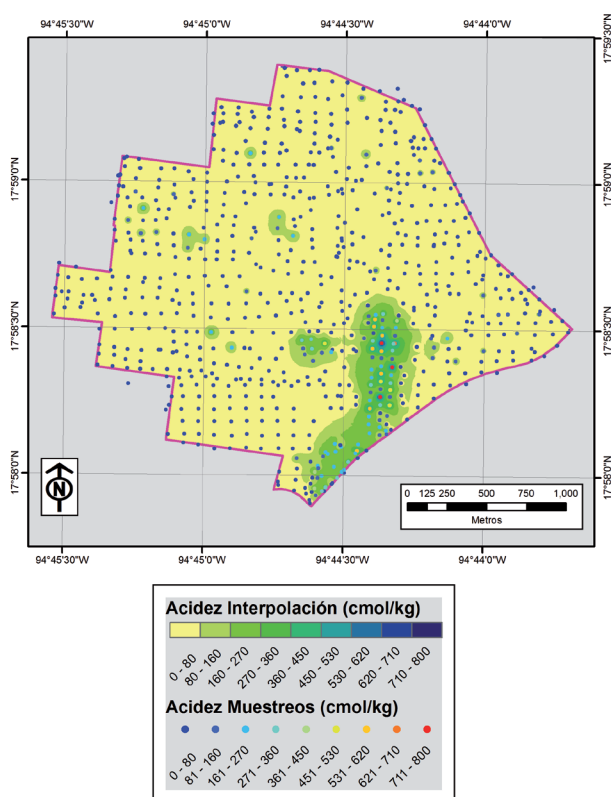 94°45'30"W 94°45'0"W 94°44'30"W 94°44'0"W
17°59'30"N
17°59'0"N 17°59'0"N
17°58'30"N 17°58'30"N
17°58'0"N 17°58'0"N
N
0 125 250 500 750 1,000
Metros
94°45'30"W 94°45'0"W 94°44'30"W 94°44'0"W
Acidez Interpolación (cmol/kg)
0 - 80 80 - 160 160 - 270 270 - 360 360 - 450 450 - 530 530 - 620 620 - 710 710 - 800
Acidez Muestreos (cmol/kg)
0 - 80 81 - 160 161 - 270 271 - 360 361 - 450 451 - 530 531 - 620 621 - 710 711 - 800